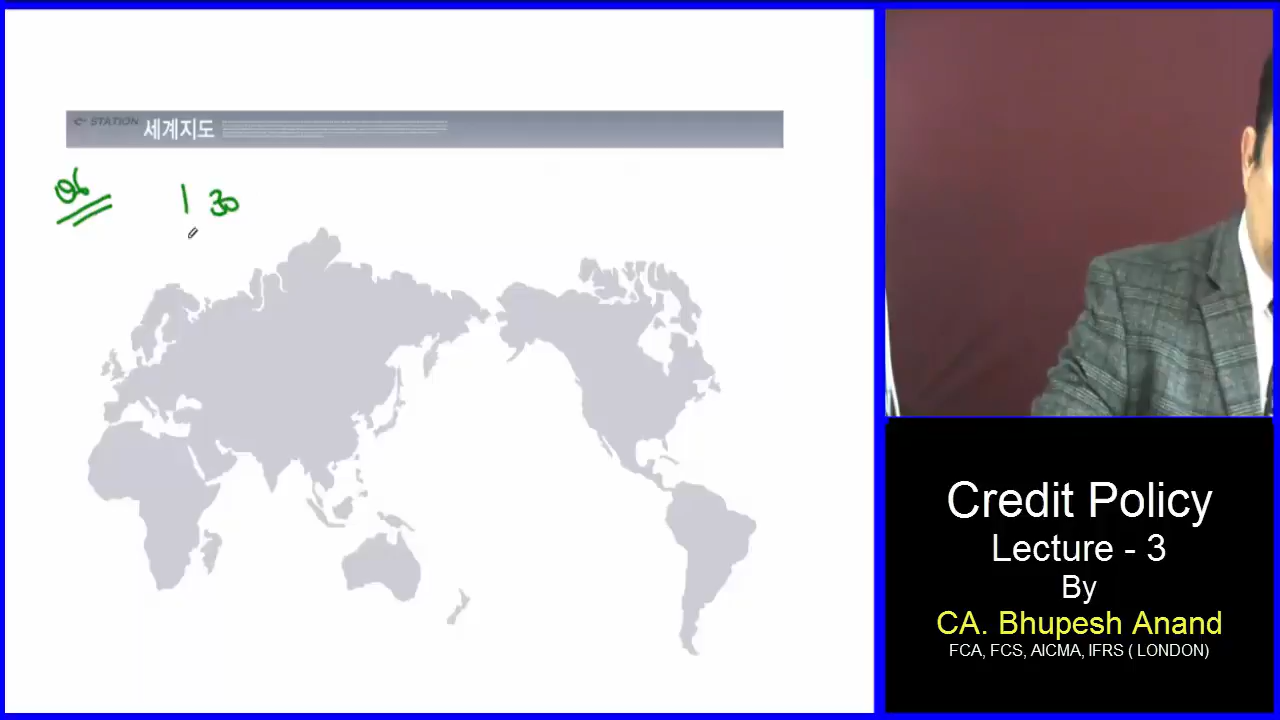 STATION 세계지도
Q6 1 30
Credit Policy
Lecture - 3
By
CA. Bhupesh Anand
FCA, FCS, AICMA, IFRS ( LONDON)